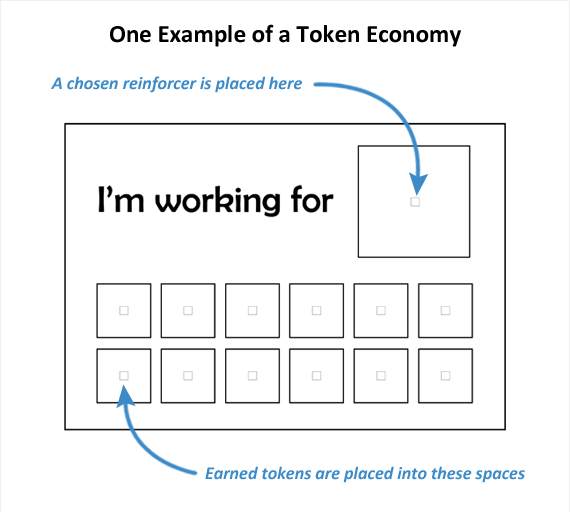 One Example of a Token Economy
A chosen reinforcer is placed here
I'm working for
Earned tokens are placed into these spaces